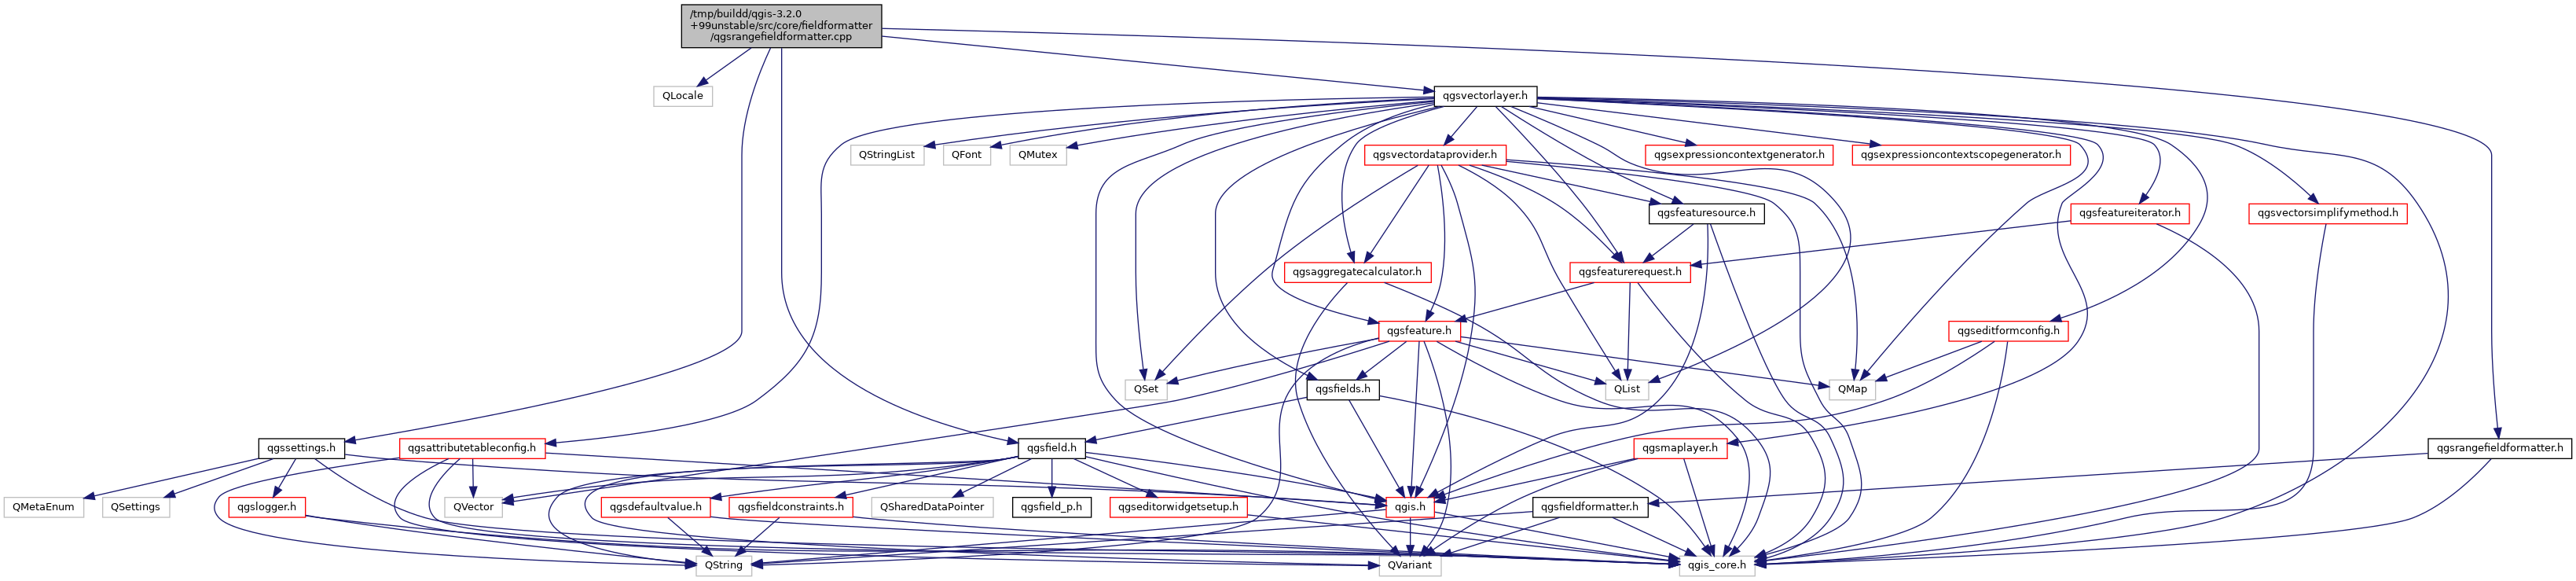 /tmp/buildd/qgis-3.2.0
+99unstable/src/core/fieldformatter
/qgsrangefieldformatter.cpp
QLocale
qgsvectorlayer.h
QStringList
QFont
QMutex
qgsvectordataprovider.h
qgsexpressioncontextgenerator.h
qgsexpressioncontextscopegenerator.h
qgsfeaturesource.h
qgsfeatureiterator.h
qgsvectorsimplifymethod.h
qgsaggregatecalculator.h
qgsfeaturerequest.h
qgsfeature.h
qgseditformconfig.h
QSet
qgsfields.h
QList
QMap
qgssettings.h
qgsattributetableconfig.h
qgsfield.h
qgsmaplayer.h
qgsrangefieldformatter.h
QMetaEnum
QSettings
qgslogger.h
QVector
qgsdefaultvalue.h
qgsfieldconstraints.h
QSharedDataPointer
qgsfield_p.h
qgseditorwidgetsetup.h
qgis.h
qgsfieldformatter.h
QString
QVariant
qgis_core.h